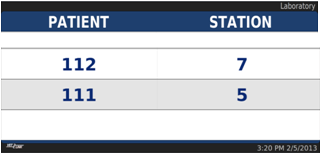 Laboratory
PATIENT STATION
112 7
111 5
3:20 PM 2/5/2013